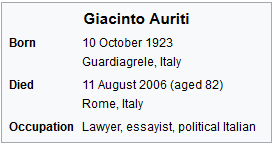 Giacinto Auriti
Born 10 October 1923
Guardiagrele, Italy
Died 11 August 2006 (aged 82)
Rome, Italy
Occupation Lawyer, essayist, political Italian